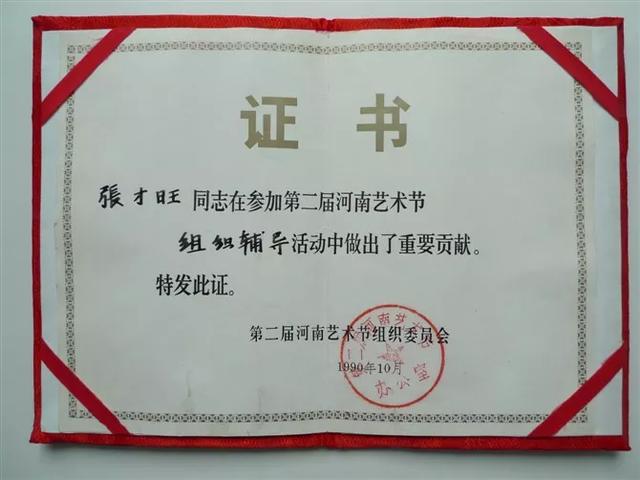 证书
張才旺 同志在参加第二届河南艺术节
组织辅导活动中做出了重要贡献。
特发此证。
第二届河南艺术节组织委员会
1990年10月
办公室